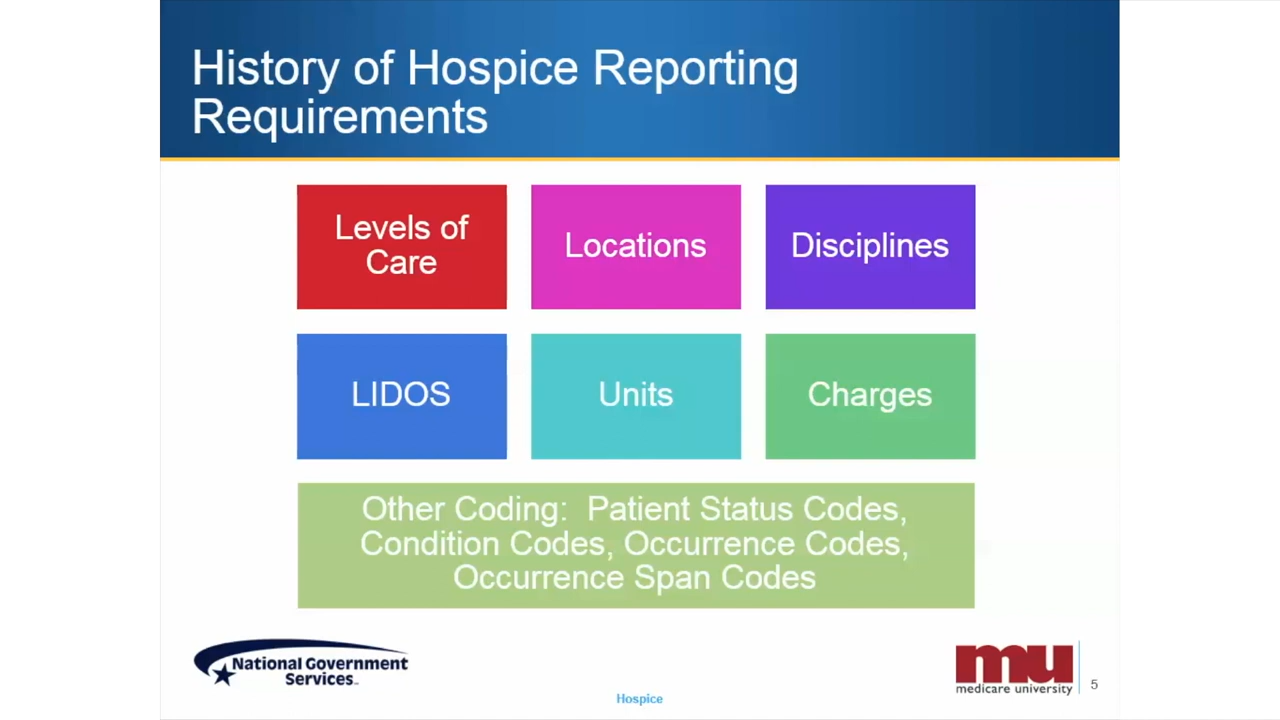 History of Hospice Reporting
Requirements
Levels of
Care
Locations
Disciplines
LIDOS
Units
Charges
Other Coding:  Patient Status Codes,
Condition Codes, Occurrence Codes,
Occurrence Span Codes
National Government
Services
mu
medicare university
5
Hospice